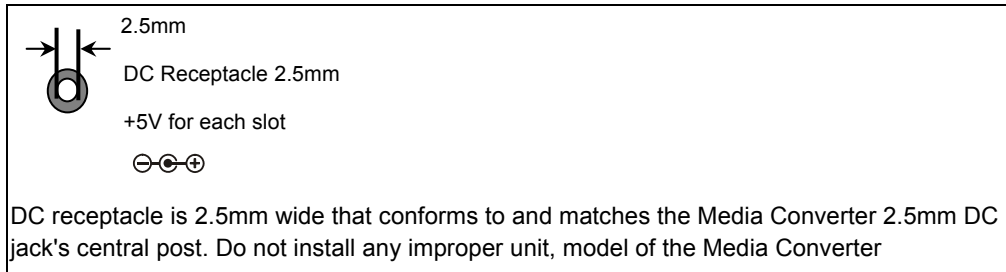 2.5mm
DC Receptacle 2.5mm
+5V for each slot
DC receptacle is 2.5mm wide that conforms to and matches the Media Converter 2.5mm DC
jack's central post. Do not install any improper unit, model of the Media Converter